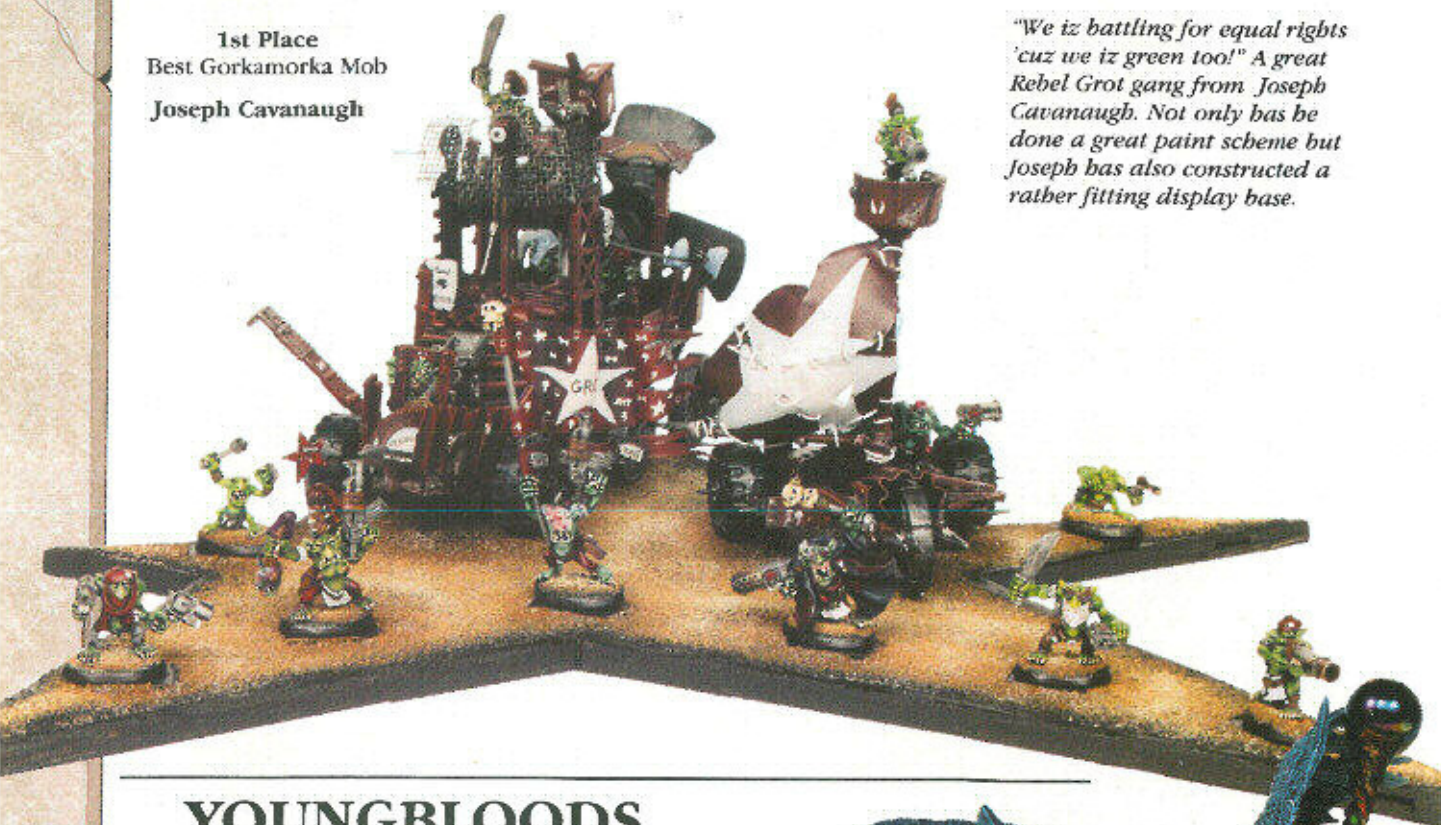 1st Place
Best Gorkamorka Mob
Joseph Cavanaugh
"We iz battling for equal rights
'cuz we iz green too!" A great
Rebel Grot gang from Joseph
Cavanaugh. Not only has he
done a great paint scheme but
Joseph has also constructed a
rather fitting display base.
YOUNGBLOODS